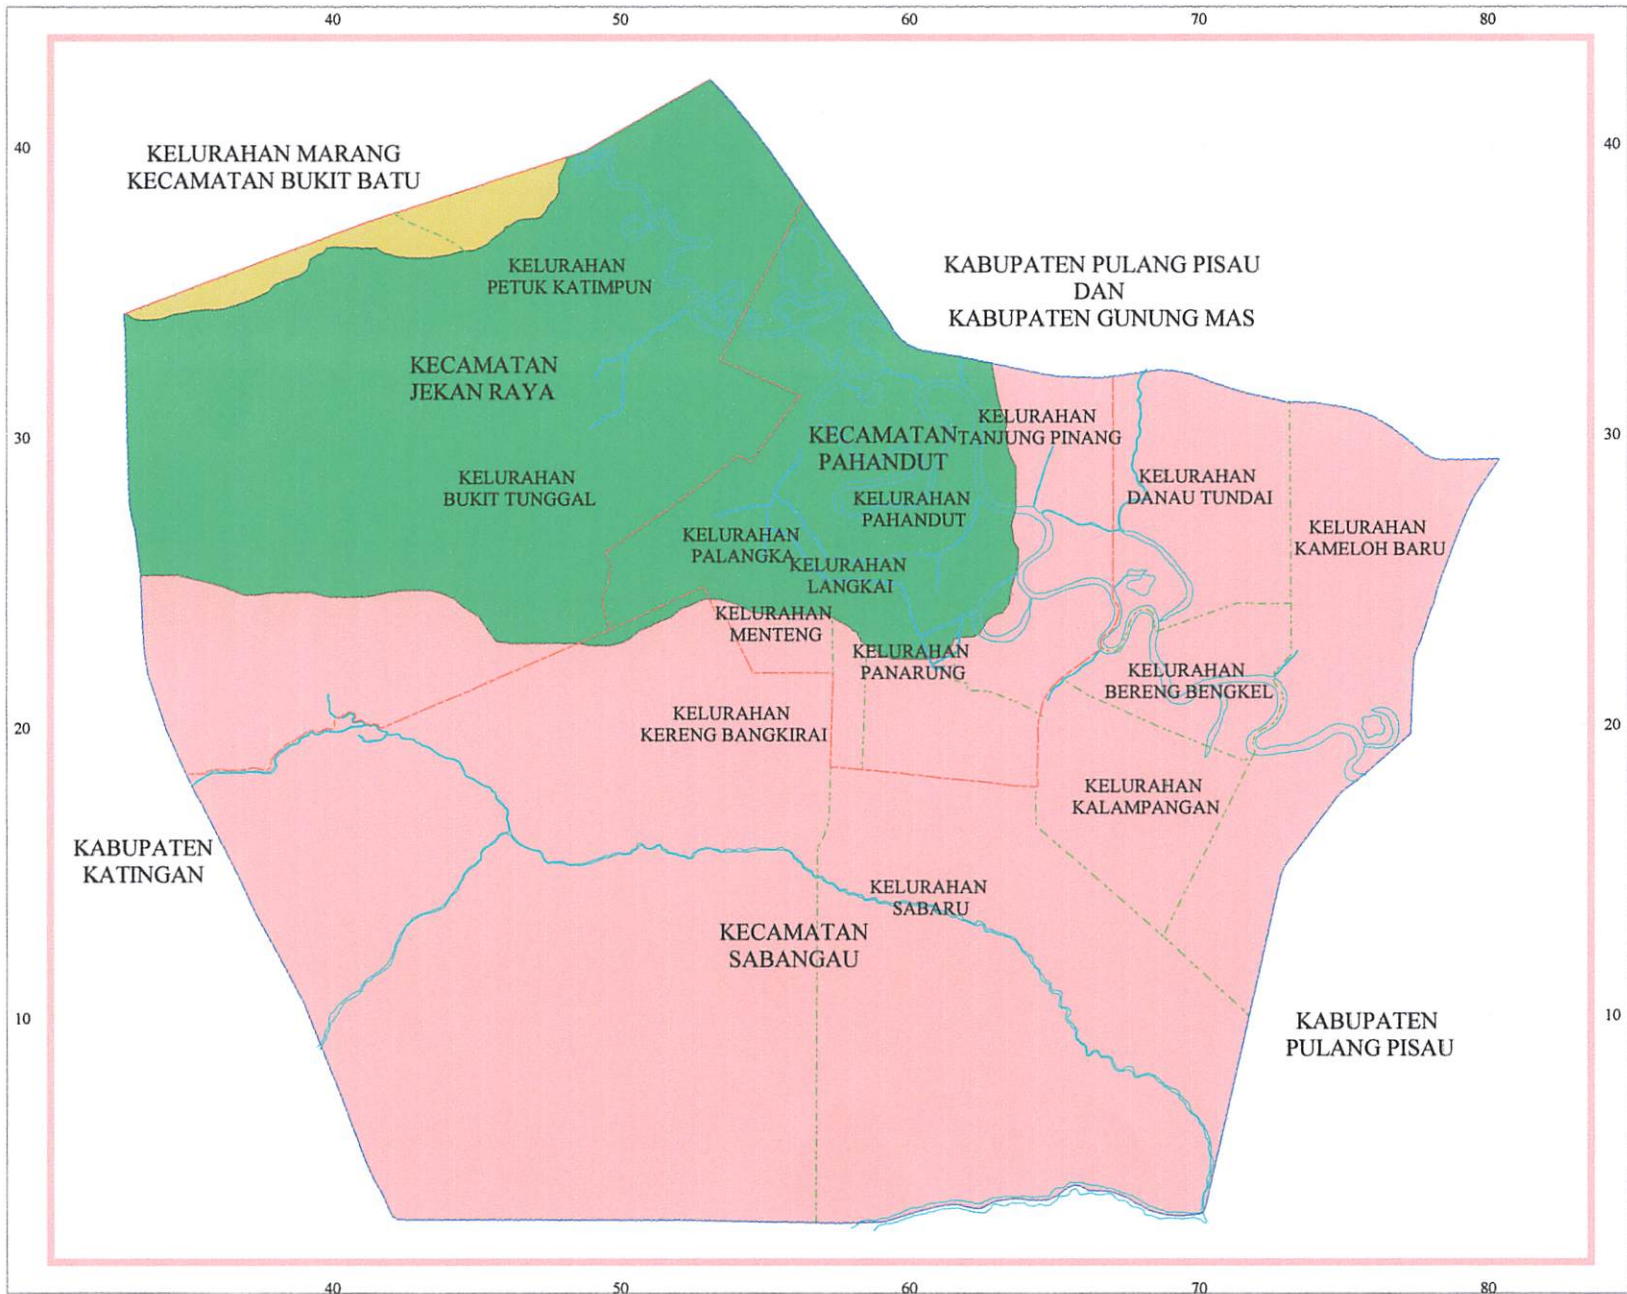 40 50 60 70 80
40 40
KELURAHAN MARANG
KECAMATAN BUKIT BATU
KELURAHAN
PETUK KATIMPUN
KABUPATEN PULANG PISAU
DAN
KABUPATEN GUNUNG MAS
KECAMATAN
JEKAN RAYA
30 30
KELURAHAN
TANJUNG PINANG
KECAMATAN
PAHANDUT
KELURAHAN
BUKIT TUNGGAL
KELURAHAN
DANAU TUNDAI
KELURAHAN
PAHANDUT
KELURAHAN
KAMELOH BARU
KELURAHAN
PALANGKA
KELURAHAN
LANGKAI
KELURAHAN
MENTENG
KELURAHAN
PANARUNG
KELURAHAN
BERENG BENGKEL
20 20
KELURAHAN
KERENG BANGKIRAI
KELURAHAN
KALAMPANGAN
KABUPATEN
KATINGAN
KELURAHAN
SABARU
KECAMATAN
SABANGAU
10 10
KABUPATEN
PULANG PISAU
40 50 60 70 80